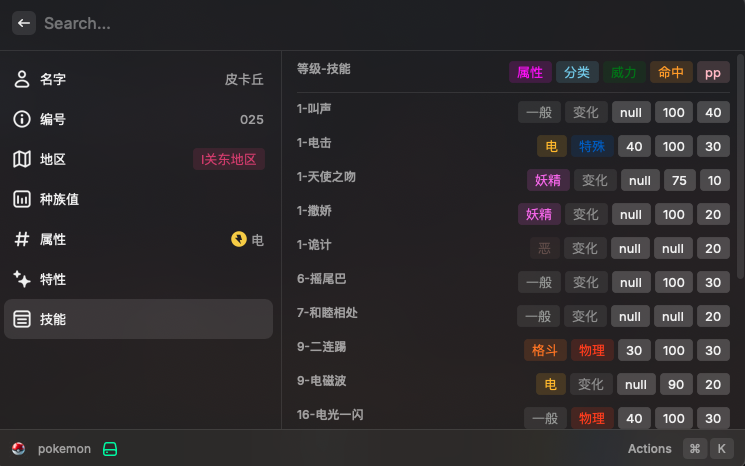 Search...
名字 皮卡丘
编号 025
地区 I关东地区
种族值
属性 电
特性
技能
等级-技能 属性 分类 威力 命中 pp
1-叫声 一般 变化 null 100 40
1-电击 电 特殊 40 100 30
1-天使之吻 妖精 变化 null 75 10
1-撒娇 妖精 变化 null 100 20
1-诡计 恶 变化 null null 20
6-摇尾巴 一般 变化 null 100 30
7-和睦相处 一般 变化 null null 20
9-二连踢 格斗 物理 30 100 30
9-电磁波 电 变化 null 90 20
16-电光一闪 一般 物理 40 100 30
pokemon Actions ⌘ K